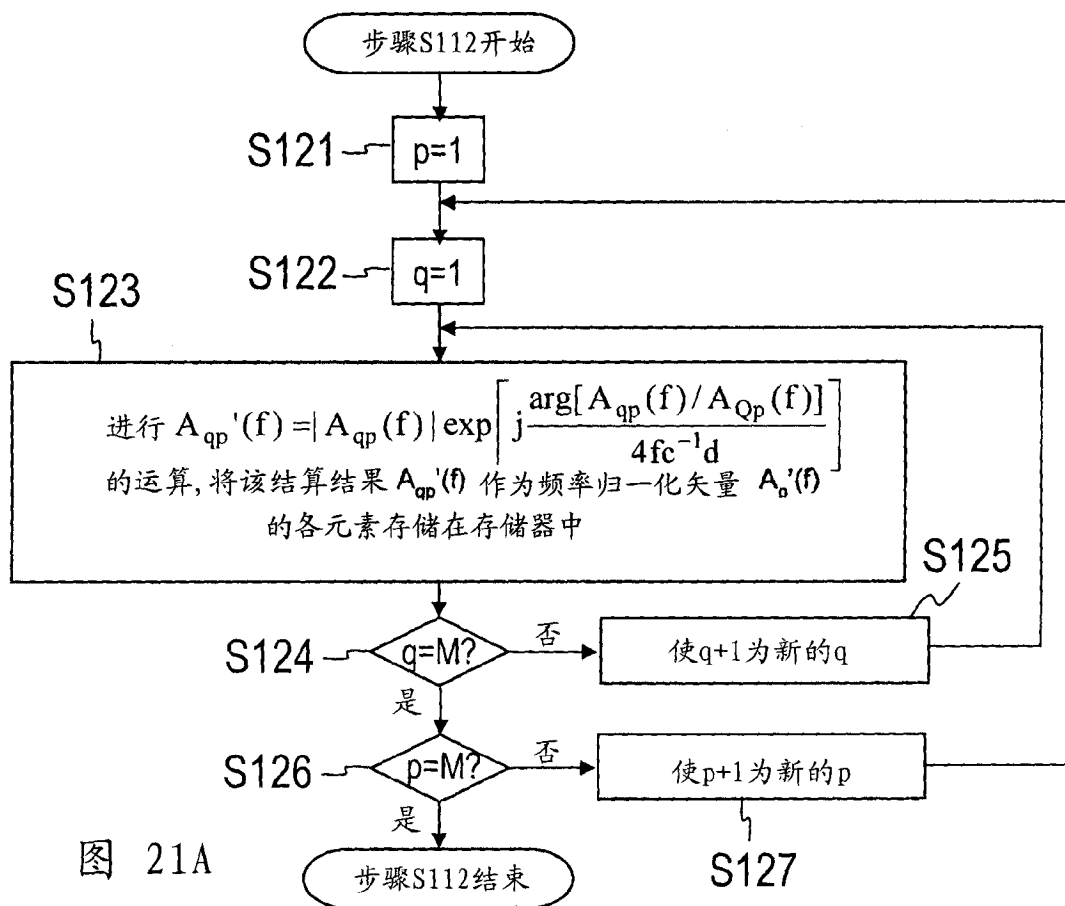 步骤S112开始
S121
p=1
S122
q=1
S123
进行 A_qp'(f) =| A_qp(f) | exp[ j arg[ A_qp(f) / A_Qp(f)] / 4fc⁻¹d ]
的运算,将该结算结果 A_qp'(f) 作为频率归一化矢量 A_p'(f)
的各元素存储在存储器中
S124
q=M?
否
使q+1为新的q
S125
是
S126
p=M?
否
使p+1为新的p
S127
是
步骤S112结束
图 21A